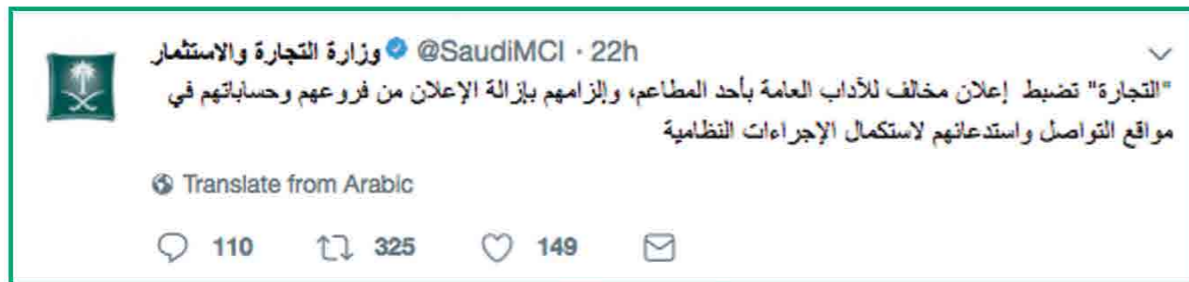 وزارة التجارة والاستثمار @SaudiMCI · 22h
"التجارة" تضبط إعلان مخالف للآداب العامة بأحد المطاعم، وإلزامهم بإزالة الإعلان من فروعهم وحساباتهم في
مواقع التواصل واستدعائهم لاستكمال الإجراءات النظامية
Translate from Arabic
110 325 149